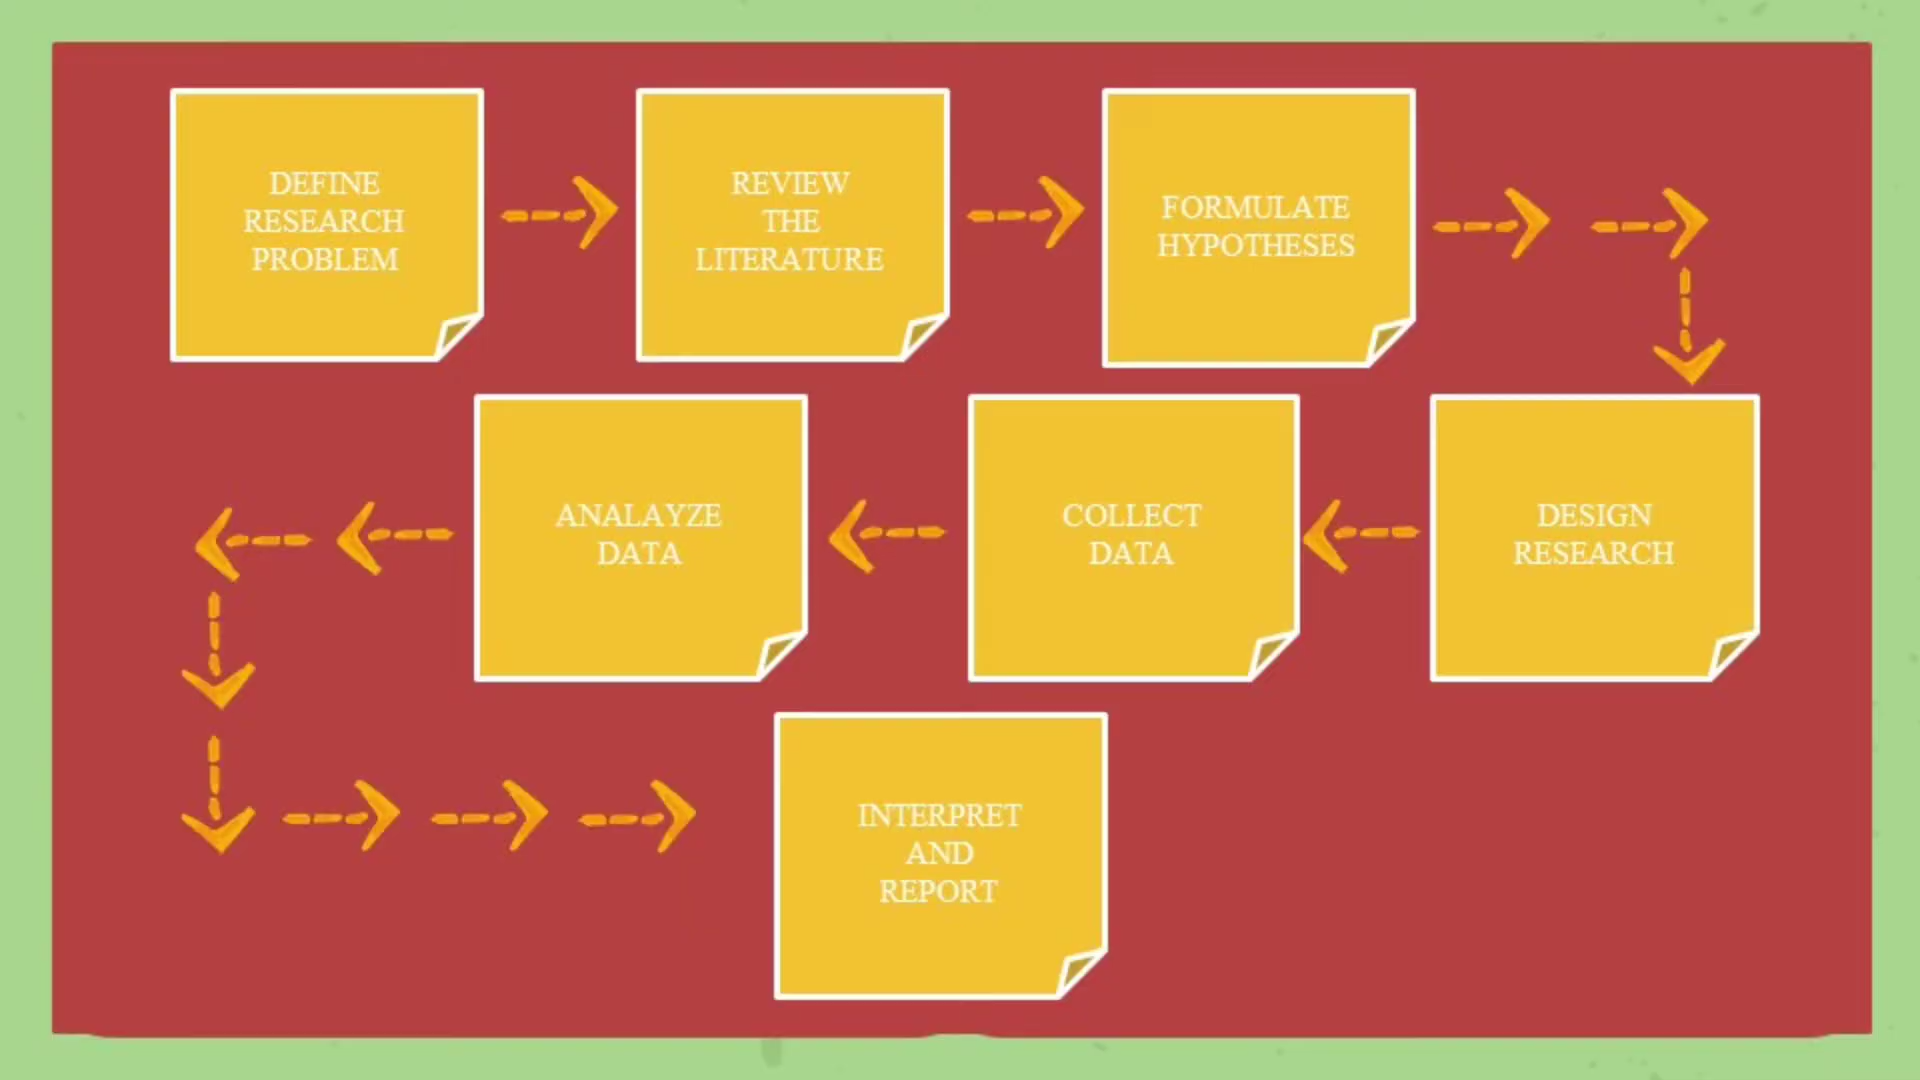 DEFINE
RESEARCH
PROBLEM
REVIEW
THE
LITERATURE
FORMULATE
HYPOTHESES
DESIGN
RESEARCH
COLLECT
DATA
ANALAYZE
DATA
INTERPRET
AND
REPORT